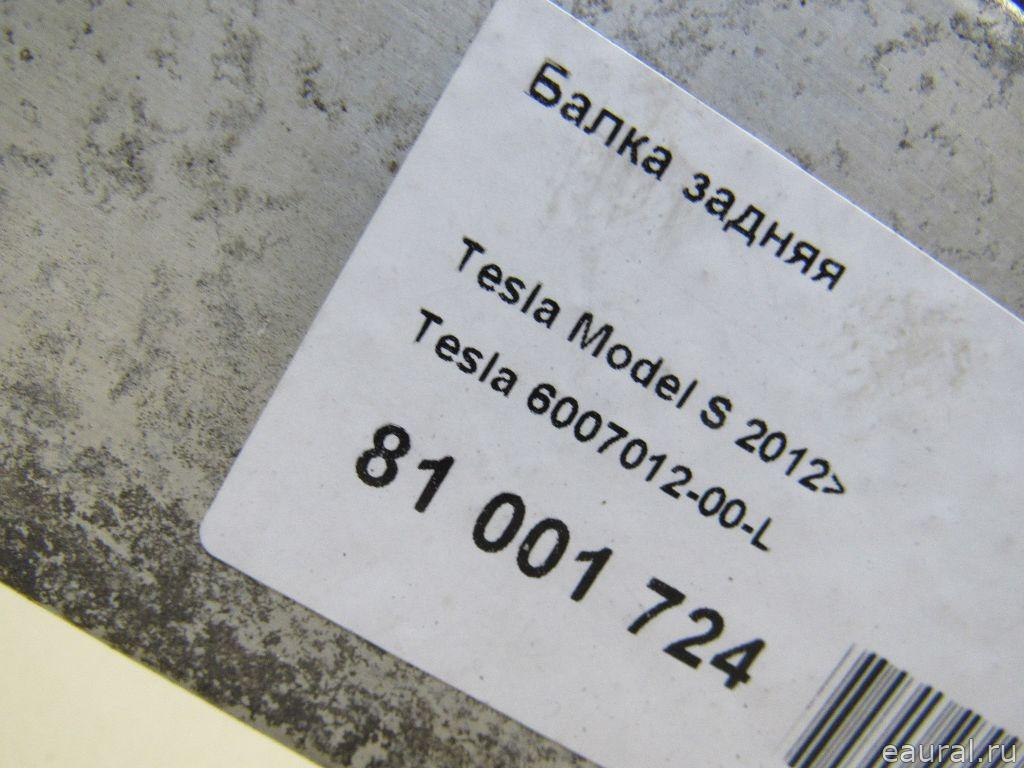 Балка задняя
Tesla Model S 2012>
Tesla 6007012-00-L
81 001 724
eaural.ru